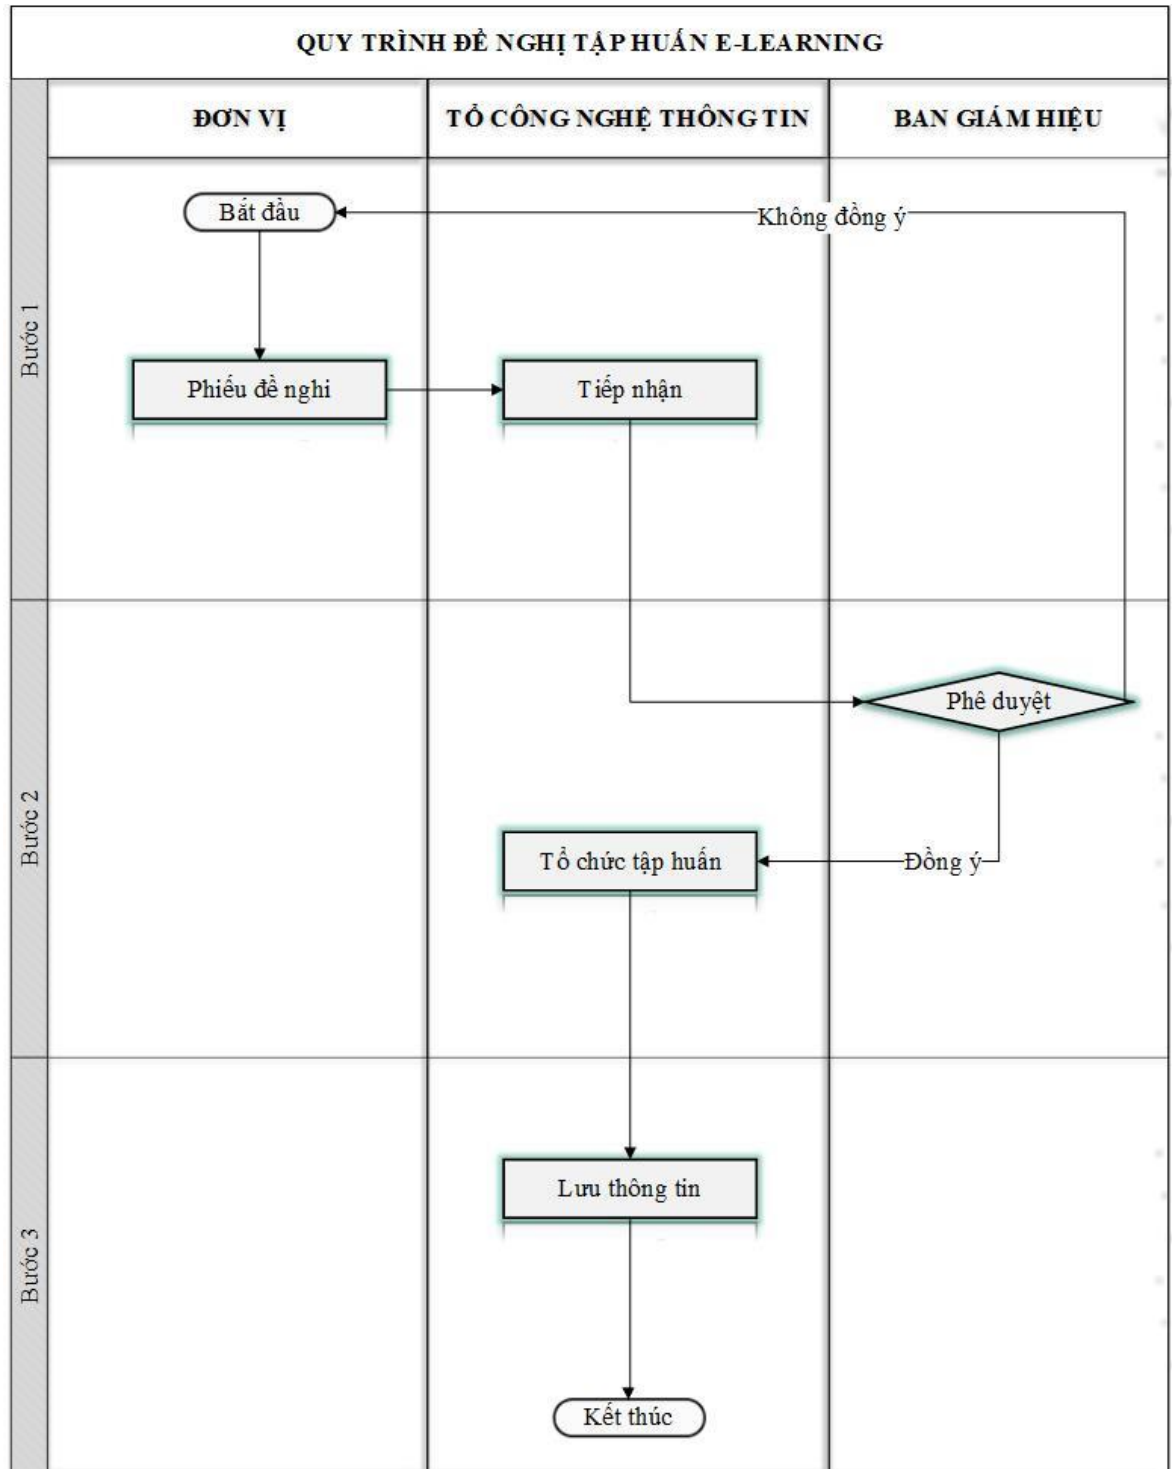 QUY TRÌNH ĐỀ NGHỊ TẬP HUẤN E-LEARNING
ĐƠN VỊ
TỔ CÔNG NGHỆ THÔNG TIN
BAN GIÁM HIỆU
Bước 1
Bắt đầu
Không đồng ý
Phiếu đề nghi
Tiếp nhận
Bước 2
Phê duyệt
Tổ chức tập huấn
Đồng ý
Bước 3
Lưu thông tin
Kết thúc